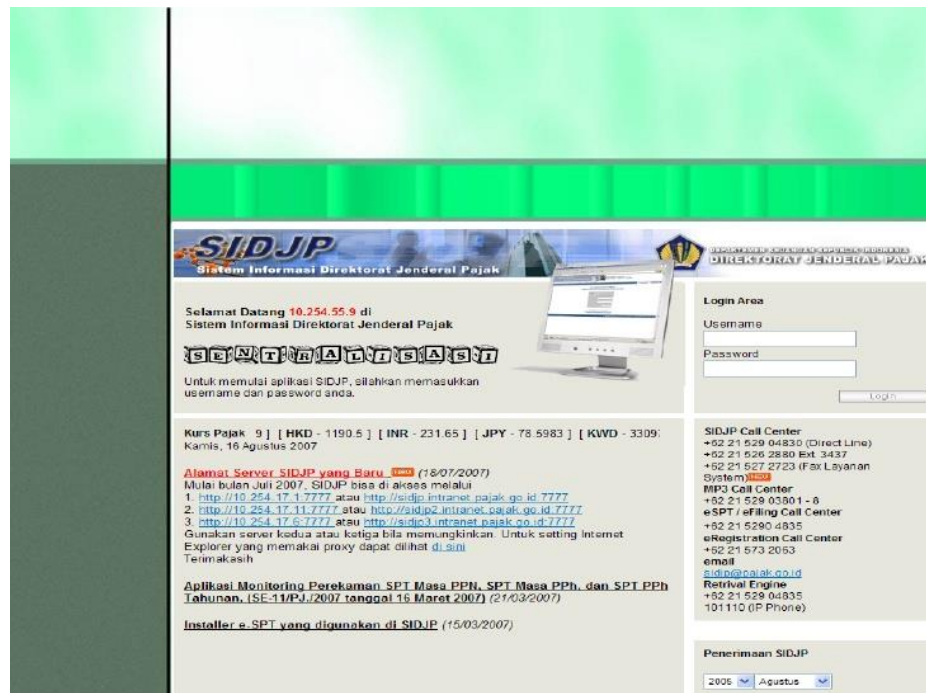 SIDJP
Sistem Informasi Direktorat Jenderal Pajak
DEPARTEMEN KEUANGAN REPUBLIK INDONESIA
DIREKTORAT JENDERAL PAJAK
Selamat Datang 10.254.55.9 di
Sistem Informasi Direktorat Jenderal Pajak
SENTRALISASI
Untuk memulai aplikasi SIDJP, silahkan memasukkan
username dan password anda.
Login Area
Username
Password
Login
Kurs Pajak 9 ] [ HKD - 1190.5 ] [ INR - 231.65 ] [ JPY - 78.5983 ] [ KWD - 3309
Kamis, 16 Agustus 2007
Alamat Server SIDJP yang Baru (18/07/2007)
Mulai bulan Juli 2007, SIDJP bisa di akses melalui
1. http://10.254.17.1:7777 atau http://sidjp.intranet.pajak.go.id:7777
2. http://10.254.17.11:7777 atau http://sidjp2.intranet.pajak.go.id:7777
3. http://10.254.17.6:7777 atau http://sidjp3.intranet.pajak.go.id:7777
Gunakan server kedua atau ketiga bila memungkinkan. Untuk setting Internet
Explorer yang memakai proxy dapat dilihat di sini
Terimakasih
Aplikasi Monitoring Perekaman SPT Masa PPN, SPT Masa PPh, dan SPT PPh
Tahunan, (SE-11/PJ./2007 tanggal 16 Maret 2007) (21/03/2007)
Installer e-SPT yang digunakan di SIDJP (15/03/2007)
SIDJP Call Center
+62 21 529 04830 (Direct Line)
+62 21 526 2880 Ext. 3437
+62 21 527 2723 (Fax Layanan
System)
MP3 Call Center
+62 21 529 03801 - 8
eSPT / eFiling Call Center
+62 21 5290 4835
eRegistration Call Center
+62 21 573 2063
email
sidjp@pajak.go.id
Retrival Engine
+62 21 529 04835
101110 (IP Phone)
Penerimaan SIDJP
2006 Agustus